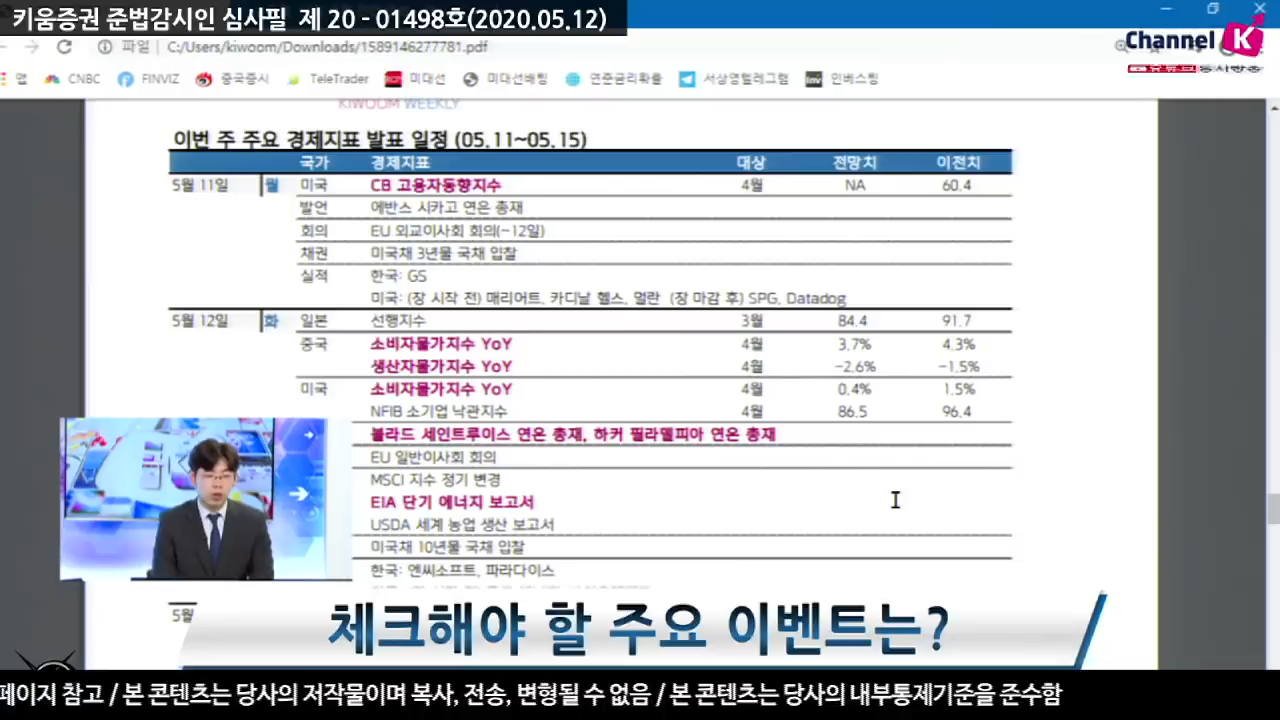 키움증권 준법감시인 심사필 제 20 - 01498호(2020.05.12)
Channel K
파일 C:/Users/kiwoom/Downloads/1589146277781.pdf
앱 CNBC FINVIZ 중국증시 TeleTrader 미대선 미대선배팅 연준금리확률 서상영텔레그램 인버스팅
KIWOOM WEEKLY
이번 주 주요 경제지표 발표 일정 (05.11~05.15)
국가 경제지표 대상 전망치 이전치
5월 11일 월 미국 CB 고용자동향지수 4월 NA 60.4
발언 에반스 시카고 연은 총재
회의 EU 외교이사회 회의(~12일)
채권 미국채 3년물 국채 입찰
실적 한국: GS
미국: (장 시작 전) 매리어트, 카디날 헬스, 멀란 (장 마감 후) SPG, Datadog
5월 12일 화 일본 선행지수 3월 84.4 91.7
중국 소비자물가지수 YoY 4월 3.7% 4.3%
생산자물가지수 YoY 4월 -2.6% -1.5%
미국 소비자물가지수 YoY 4월 0.4% 1.5%
NFIB 소기업 낙관지수 4월 86.5 96.4
블라드 세인트루이스 연은 총재, 하커 필라델피아 연은 총재
EU 일반이사회 회의
MSCI 지수 정기 변경
EIA 단기 에너지 보고서
USDA 세계 농업 생산 보고서
미국채 10년물 국채 입찰
한국: 엔씨소프트, 파라다이스
5월
체크해야 할 주요 이벤트는?
페이지 참고 / 본 콘텐츠는 당사의 저작물이며 복사, 전송, 변형될 수 없음 / 본 콘텐츠는 당사의 내부통제기준을 준수함